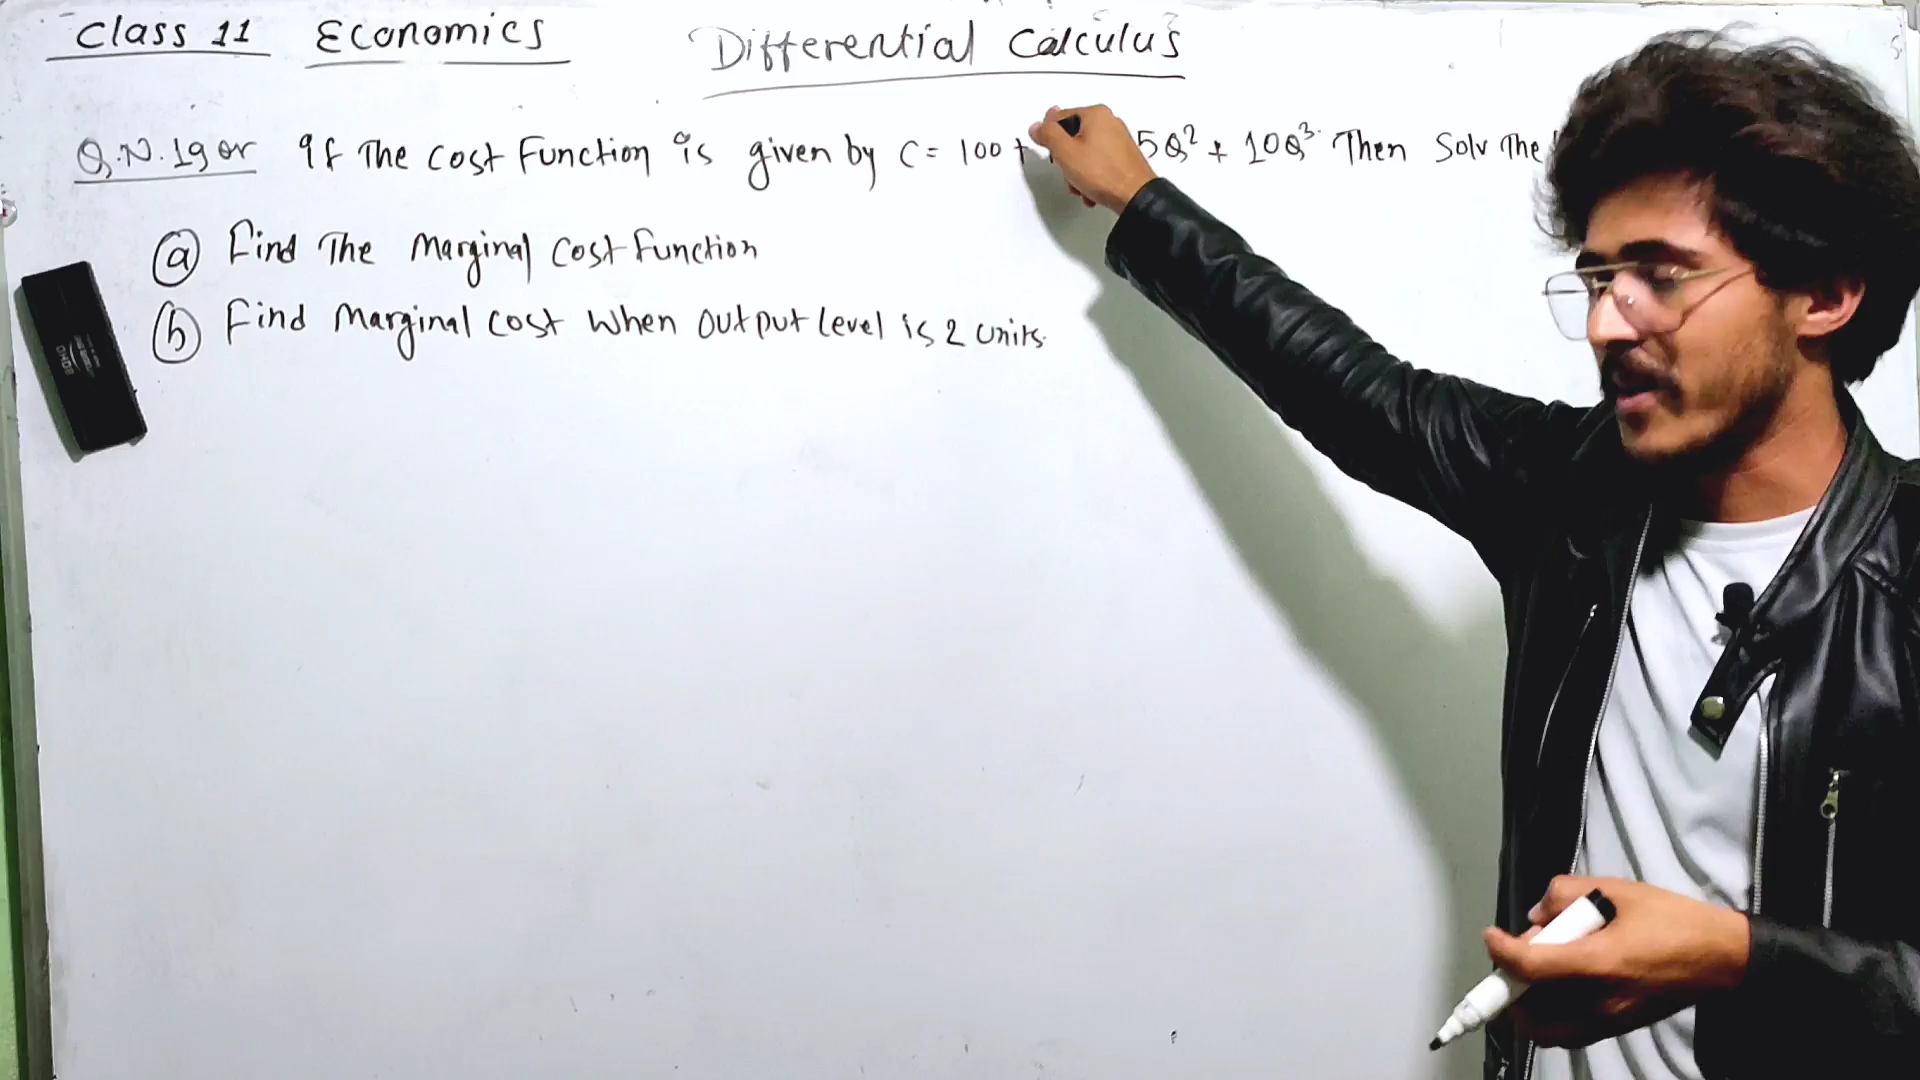 Class 11 Economics Differential Calculus
Q.N.19 or If The Cost Function is given by C = 100 + 5Q² + 10Q³. Then Solv The
(a) Find The Marginal Cost Function
(b) Find Marginal Cost When Output Level is 2 Units.